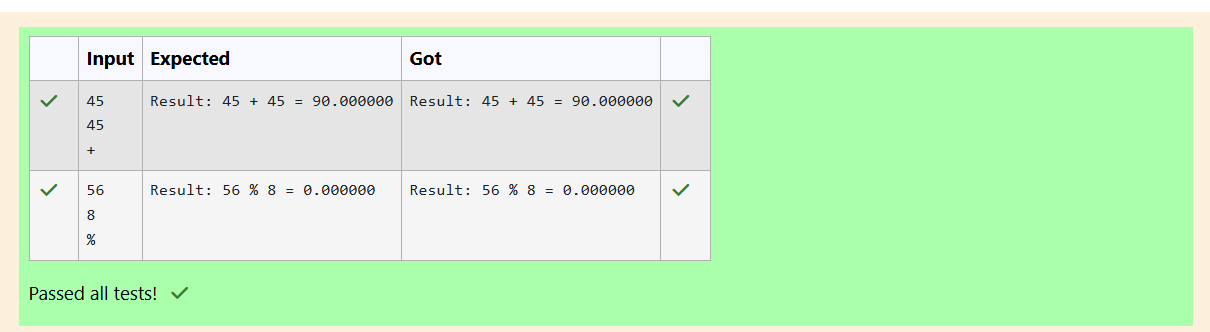 Input Expected Got
45 Result: 45 + 45 = 90.000000 Result: 45 + 45 = 90.000000
45
+
56 Result: 56 % 8 = 0.000000 Result: 56 % 8 = 0.000000
8
%
Passed all tests!